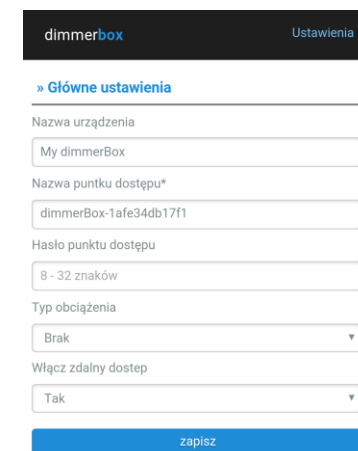 dimmerbox Ustawienia
» Główne ustawienia
Nazwa urządzenia
My dimmerBox
Nazwa puntku dostępu*
dimmerBox-1afe34db17f1
Hasło punktu dostępu
8 - 32 znaków
Typ obciążenia
Brak
Włącz zdalny dostep
Tak
zapisz